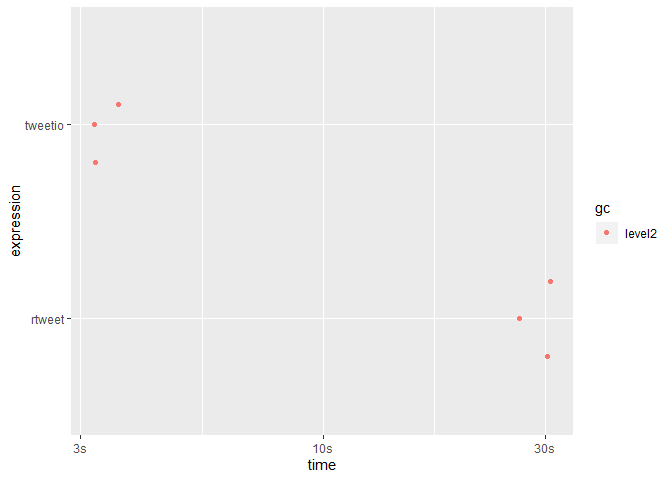 expression
tweetio
rtweet
3s
10s
30s
time
gc
level2